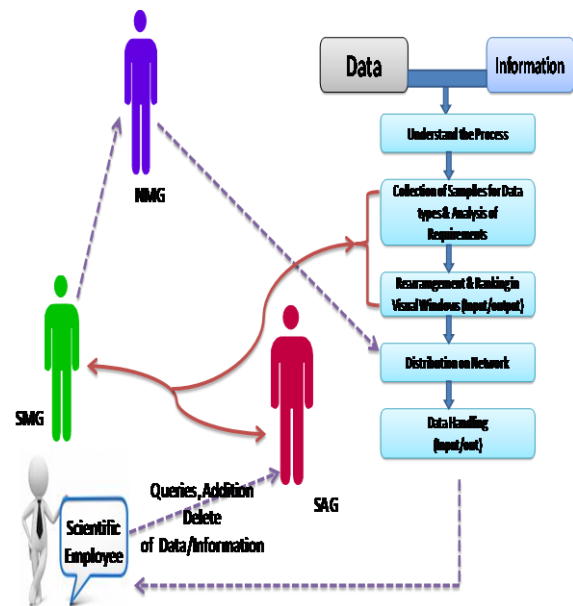 Data
Information
Understand the Process
Collection of Samples for Data
types & Analysis of
Requirements
Rearrangement & Ranking in
Visual Windows (Input/output)
Distribution on Network
Data Handling
(Input/out)
NMG
SMG
SAG
Queries, Addition
Delete
of Data/Information
Scientific
Employee